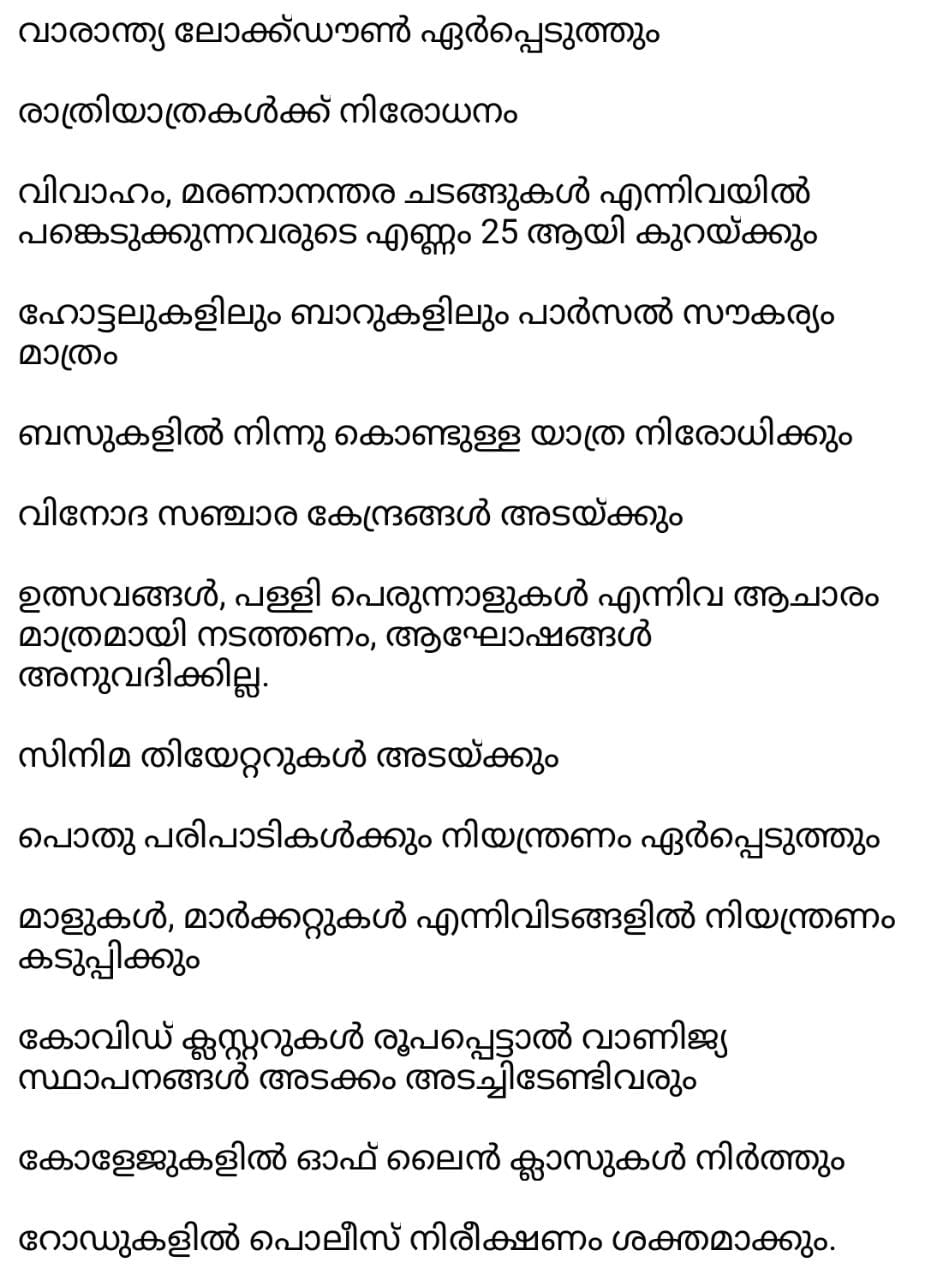 വാരാന്ത്യ ലോക്ക്ഡൗൺ ഏർപ്പെടുത്തും
രാത്രിയാത്രകൾക്ക് നിരോധനം
വിവാഹം, മരണാനന്തര ചടങ്ങുകൾ എന്നിവയിൽ
പങ്കെടുക്കുന്നവരുടെ എണ്ണം 25 ആയി കുറയ്ക്കും
ഹോട്ടലുകളിലും ബാറുകളിലും പാർസൽ സൗകര്യം
മാത്രം
ബസുകളിൽ നിന്നു കൊണ്ടുള്ള യാത്ര നിരോധിക്കും
വിനോദ സഞ്ചാര കേന്ദ്രങ്ങൾ അടയ്ക്കും
ഉത്സവങ്ങൾ, പള്ളി പെരുന്നാളുകൾ എന്നിവ ആചാരം
മാത്രമായി നടത്തണം, ആഘോഷങ്ങൾ
അനുവദിക്കില്ല.
സിനിമ തിയേറ്ററുകൾ അടയ്ക്കും
പൊതു പരിപാടികൾക്കും നിയന്ത്രണം ഏർപ്പെടുത്തും
മാളുകൾ, മാർക്കറ്റുകൾ എന്നിവിടങ്ങളിൽ നിയന്ത്രണം
കടുപ്പിക്കും
കോവിഡ് ക്ലസ്റ്ററുകൾ രൂപപ്പെട്ടാൽ വാണിജ്യ
സ്ഥാപനങ്ങൾ അടക്കം അടച്ചിടേണ്ടിവരും
കോളേജുകളിൽ ഓഫ് ലൈൻ ക്ലാസുകൾ നിർത്തും
റോഡുകളിൽ പൊലീസ് നിരീക്ഷണം ശക്തമാക്കും.